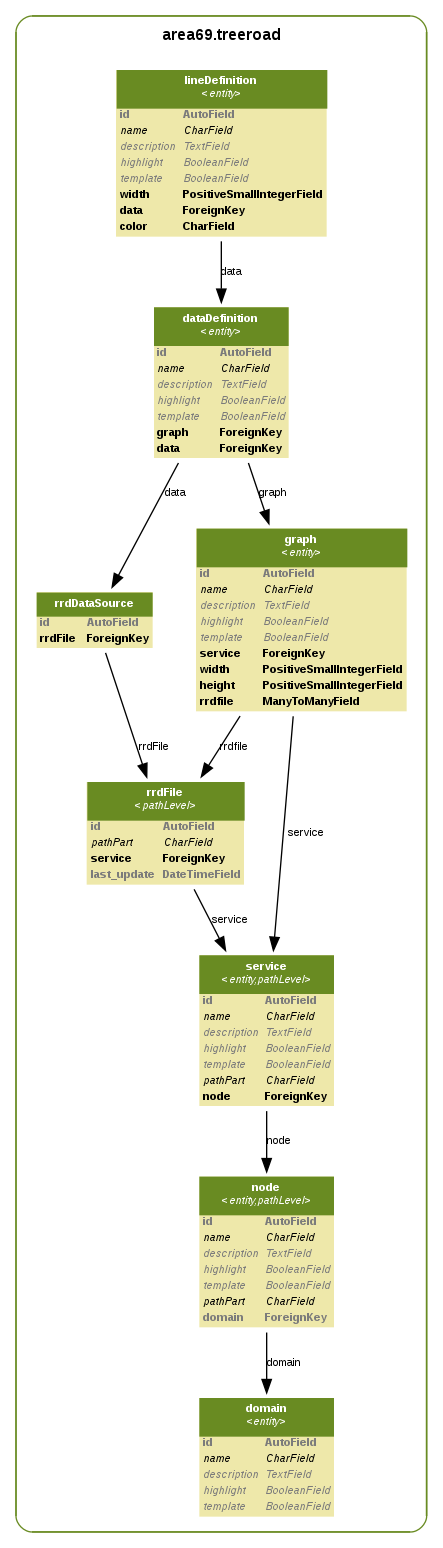 area69.treeroad
lineDefinition
<entity>
id AutoField
name CharField
description TextField
highlight BooleanField
template BooleanField
width PositiveSmallIntegerField
data ForeignKey
color CharField
data
dataDefinition
<entity>
id AutoField
name CharField
description TextField
highlight BooleanField
template BooleanField
graph ForeignKey
data ForeignKey
data
graph
graph
<entity>
id AutoField
name CharField
description TextField
highlight BooleanField
template BooleanField
service ForeignKey
width PositiveSmallIntegerField
height PositiveSmallIntegerField
rrdfile ManyToManyField
rrdDataSource
id AutoField
rrdFile ForeignKey
rrdFile
rrdfile
service
rrdFile
<pathLevel>
id AutoField
pathPart CharField
service ForeignKey
last_update DateTimeField
service
service
<entity,pathLevel>
id AutoField
name CharField
description TextField
highlight BooleanField
template BooleanField
pathPart CharField
node ForeignKey
node
node
<entity,pathLevel>
id AutoField
name CharField
description TextField
highlight BooleanField
template BooleanField
pathPart CharField
domain ForeignKey
domain
domain
<entity>
id AutoField
name CharField
description TextField
highlight BooleanField
template BooleanField